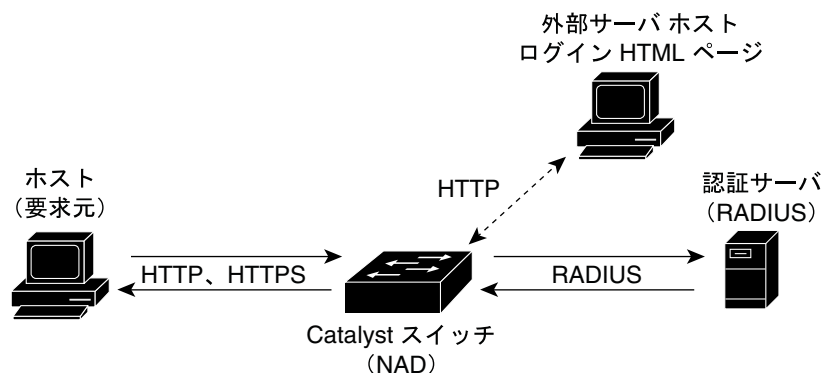 外部サーバ ホスト
ログイン HTML ページ
HTTP
ホスト
（要求元）
認証サーバ
（RADIUS）
HTTP、HTTPS
RADIUS
Catalyst スイッチ
（NAD）